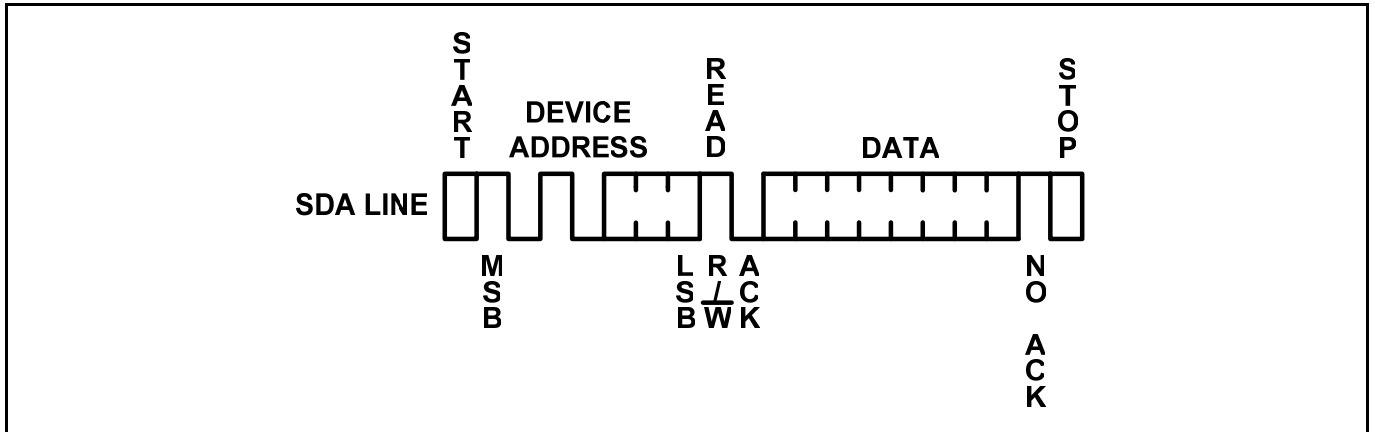 START
DEVICE
ADDRESS
READ
DATA
STOP
SDA LINE
MSB
LSB
R/W
ACK
NO ACK